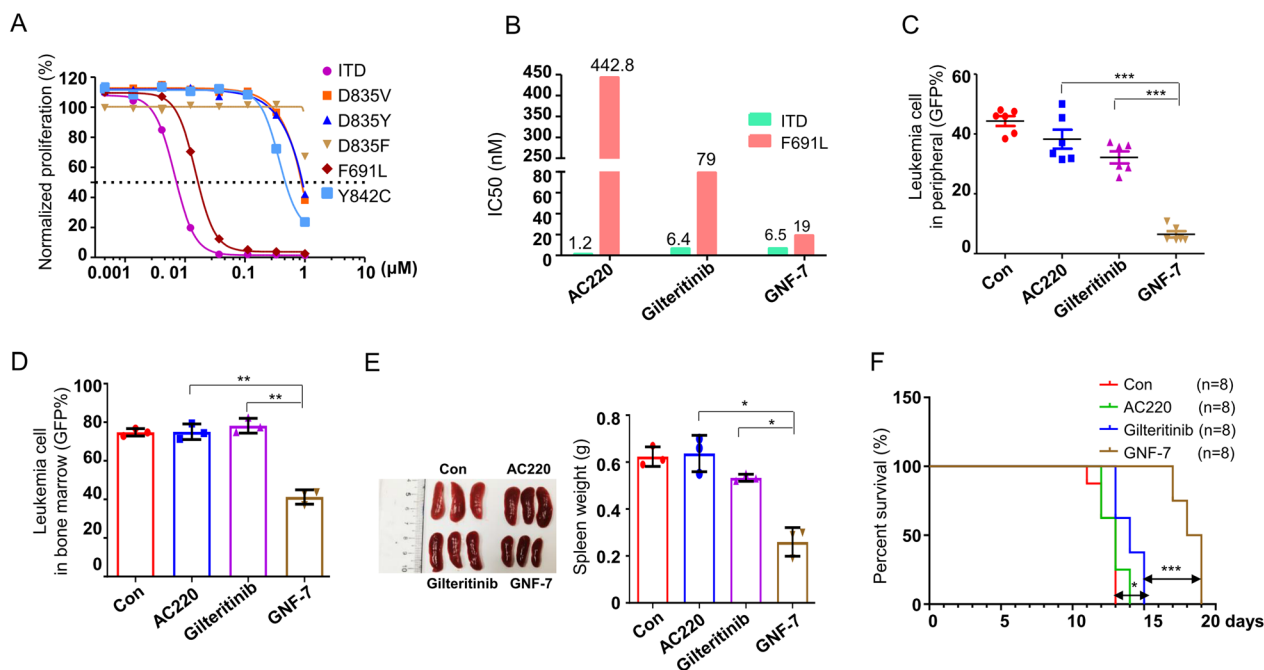 A
Normalized proliferation (%)
120
100
80
60
40
20
0
0.001
0.01
0.1
1
10
(μM)
ITD
D835V
D835Y
D835F
F691L
Y842C
B
IC50 (nM)
450
400
350
300
250
80
60
40
20
0
442.8
79
1.2
6.4
6.5
19
ITD
F691L
AC220
Gilteritinib
GNF-7
C
Leukemia cell
in peripheral (GFP%)
60
40
20
0
***
***
Con
AC220
Gilteritinib
GNF-7
D
Leukemia cell
in bone marrow (GFP%)
100
80
60
40
20
0
**
**
Con
AC220
Gilteritinib
GNF-7
E
Con
AC220
Gilteritinib
GNF-7
Spleen weight (g)
0.8
0.6
0.4
0.2
0
*
*
Con
AC220
Gilteritinib
GNF-7
F
Con (n=8)
AC220 (n=8)
Gilteritinib (n=8)
GNF-7 (n=8)
Percent survival (%)
150
100
50
0
***
*
0
5
10
15
20
days